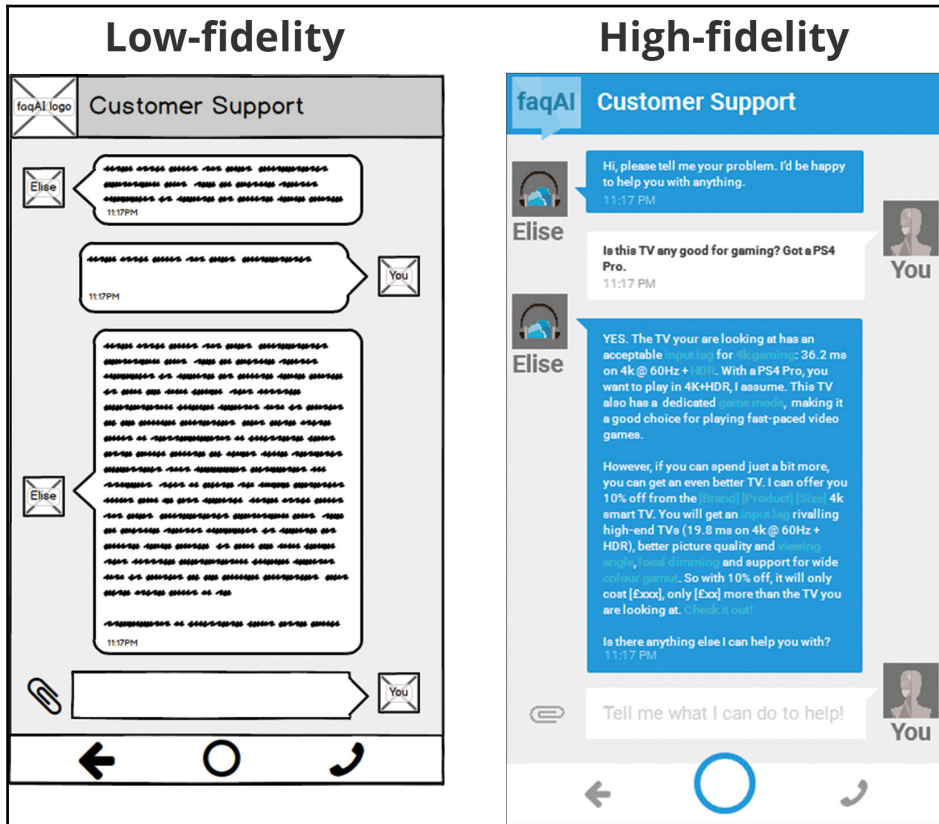 Low-fidelity
faqAI logo
Customer Support
Elise
11:17PM
You
11:17PM
Elise
11:17PM
You
High-fidelity
faqAI
Customer Support
Elise
Hi, please tell me your problem. I'd be happy
to help you with anything.
11:17 PM
Is this TV any good for gaming? Got a PS4
Pro.
11:17 PM
You
Elise
YES. The TV your are looking at has an
acceptable input lag for 4k gaming: 36.2 ms
on 4k @ 60Hz + HDR. With a PS4 Pro, you
want to play in 4K+HDR, I assume. This TV
also has a dedicated game mode, making it
a good choice for playing fast-paced video
games.
However, if you can spend just a bit more,
you can get an even better TV. I can offer you
10% off from the [Brand] [Product] [Size] 4k
smart TV. You will get an input lag rivalling
high-end TVs (19.8 ms on 4k @ 60Hz +
HDR), better picture quality and viewing
angle, local dimming and support for wide
colour gamut. So with 10% off, it will only
cost [£xxx], only [£xx] more than the TV you
are looking at. Check it out!
Is there anything else I can help you with?
11:17 PM
Tell me what I can do to help!
You